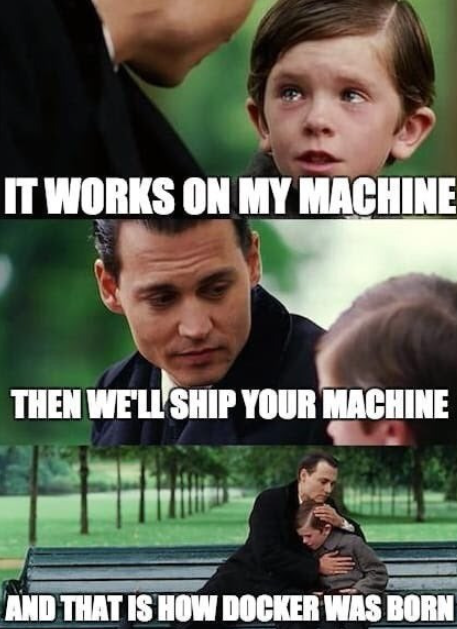 IT WORKS ON MY MACHINE
THEN WE'LL SHIP YOUR MACHINE
AND THAT IS HOW DOCKER WAS BORN